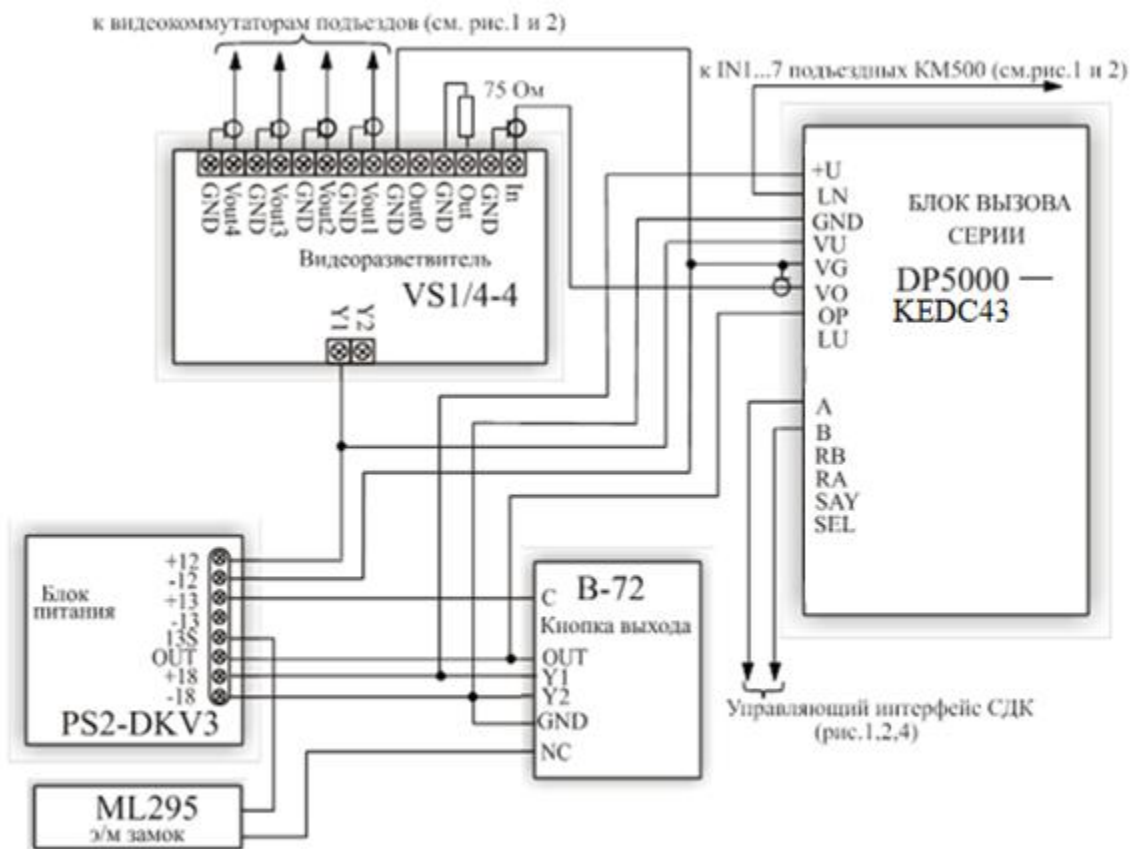 к видеокоммутаторам подъездов (см. рис.1 и 2)
к IN1...7 подъездных КМ500 (см.рис.1 и 2)
75 Ом
GND
Vout4
GND
Vout3
GND
Vout2
GND
Vout1
GND
Out0
GND
Out
GND
In
Видеоразветвитель
VS1/4-4
Y1
Y2
+U
LN
GND
VU
VG
VO
OP
LU
A
B
RB
RA
SAY
SEL
БЛОК ВЫЗОВА
СЕРИИ
DP5000 —
KEDC43
Блок
питания
+12
-12
+13
-13
13S
OUT
+18
-18
PS2-DKV3
B-72
C
Кнопка выхода
OUT
Y1
Y2
GND
NC
Управляющий интерфейс СДК
(рис.1,2,4)
ML295
э/м замок